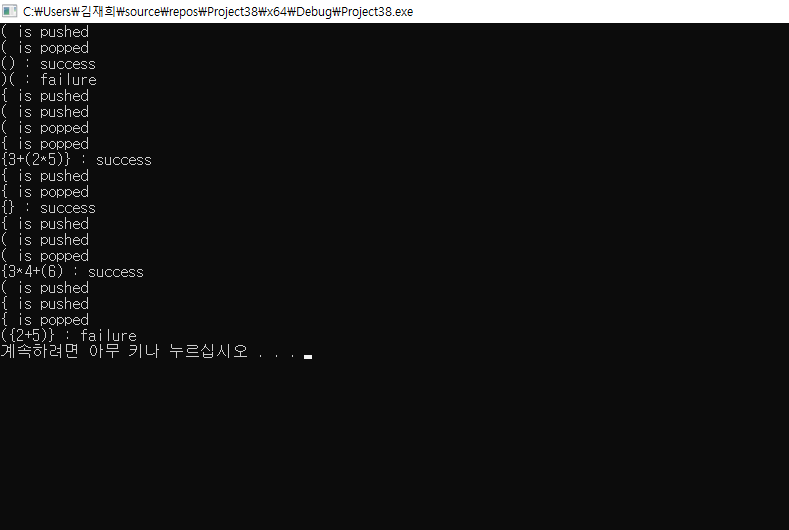 C:₩Users₩김재희₩source₩repos₩Project38₩x64₩Debug₩Project38.exe
( is pushed
( is popped
() : success
)( : failure
{ is pushed
( is pushed
( is popped
{ is popped
{3+(2*5)} : success
{ is pushed
{ is popped
{} : success
{ is pushed
( is pushed
( is popped
{3*4+(6) : success
( is pushed
{ is pushed
{ is popped
({2+5)} : failure
계속하려면 아무 키나 누르십시오 . . .